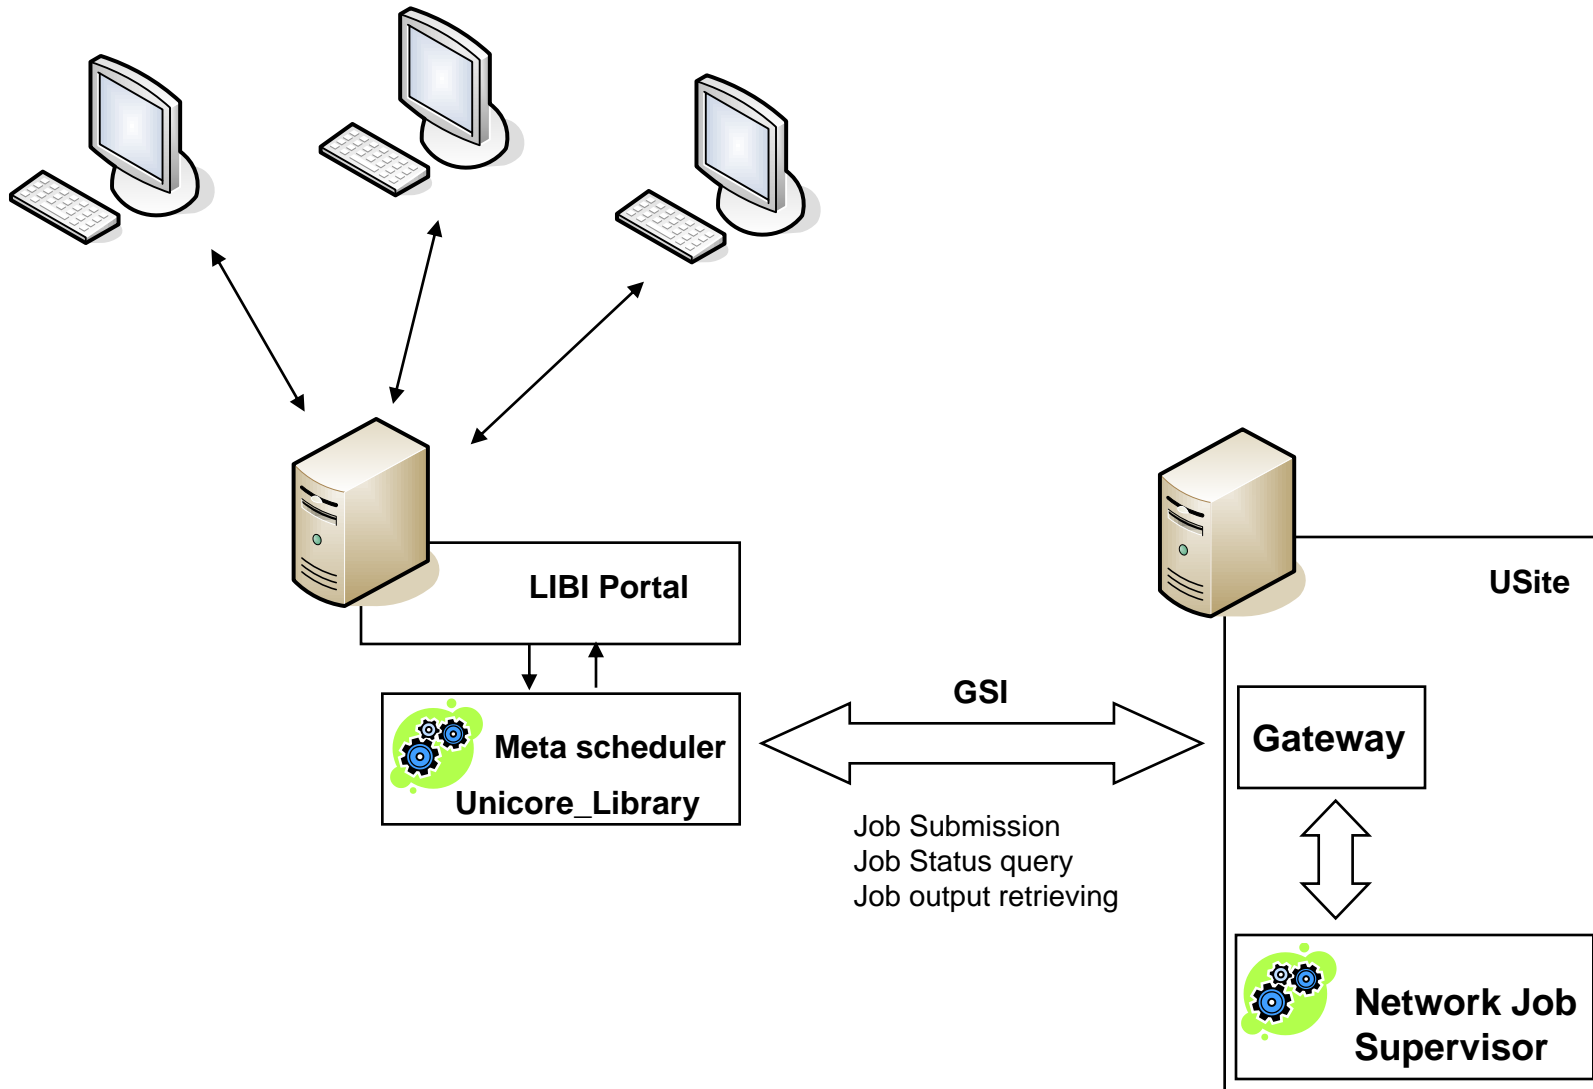 LIBI Portal
USite
GSI
Meta scheduler
Unicore_Library
Gateway
Job Submission
Job Status query
Job output retrieving
Network Job
Supervisor